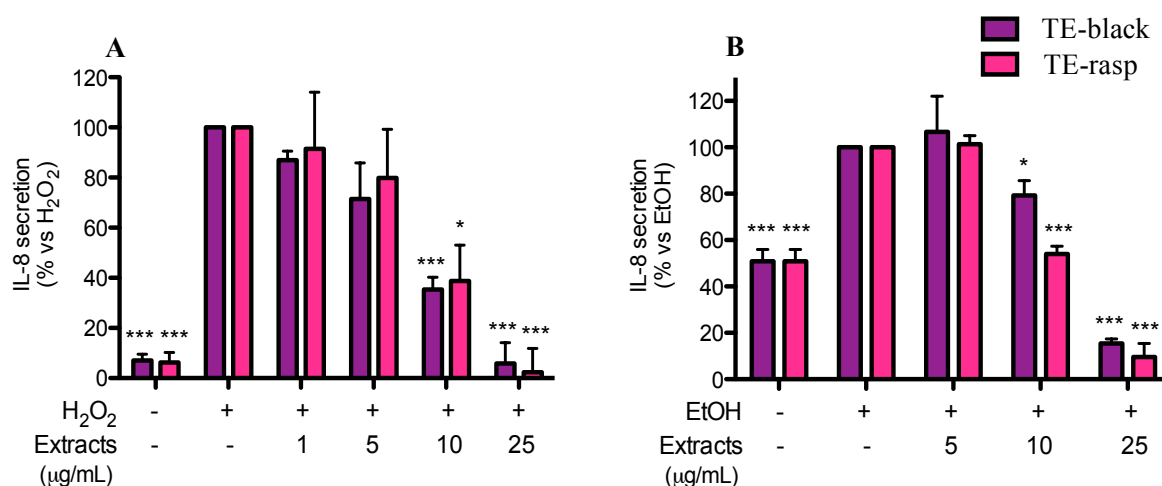 A
IL-8 secretion
(% vs H₂O₂)
120
100
80
60
40
20
0
*** *** *** * *** ***
H₂O₂ - + + + + +
Extracts - - 1 5 10 25
(µg/mL)
B
TE-black
TE-rasp
IL-8 secretion
(% vs EtOH)
120
100
80
60
40
20
0
*** *** * *** *** ***
EtOH - + + + +
Extracts - - 5 10 25
(µg/mL)